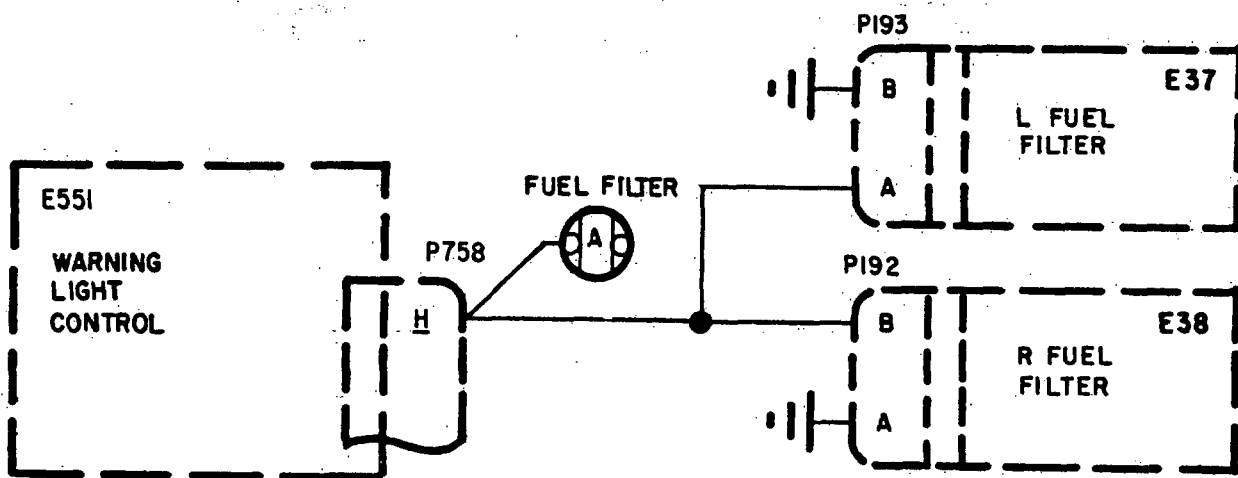 E551
WARNING
LIGHT
CONTROL
P758
H
FUEL FILTER
A
P193
B
A
E37
L FUEL
FILTER
P192
B
A
E38
R FUEL
FILTER